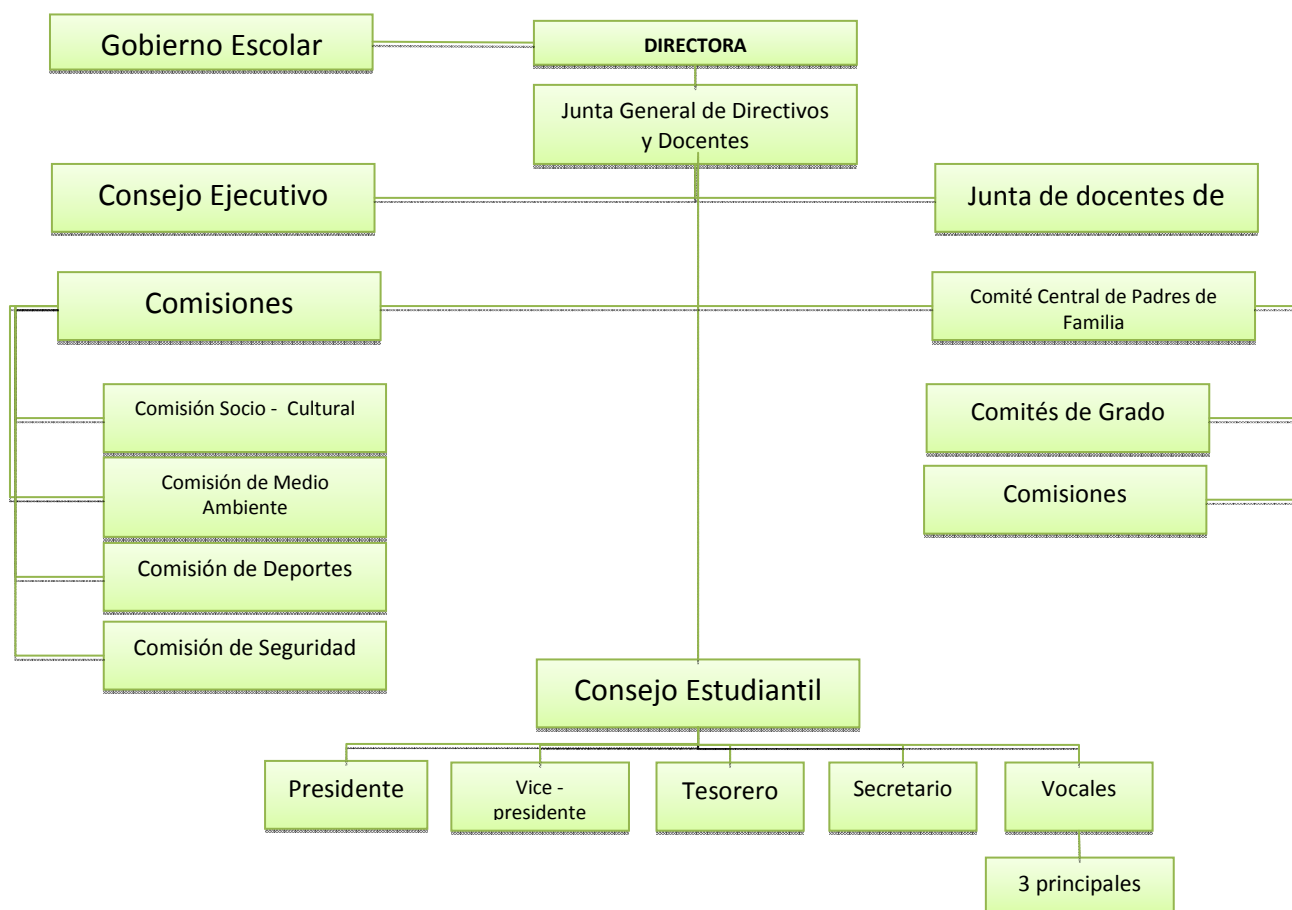 Gobierno Escolar
DIRECTORA
Junta General de Directivos
y Docentes
Consejo Ejecutivo
Junta de docentes de
Comisiones
Comité Central de Padres de
Familia
Comisión Socio - Cultural
Comités de Grado
Comisión de Medio
Ambiente
Comisiones
Comisión de Deportes
Comisión de Seguridad
Consejo Estudiantil
Presidente
Vice -
presidente
Tesorero
Secretario
Vocales
3 principales